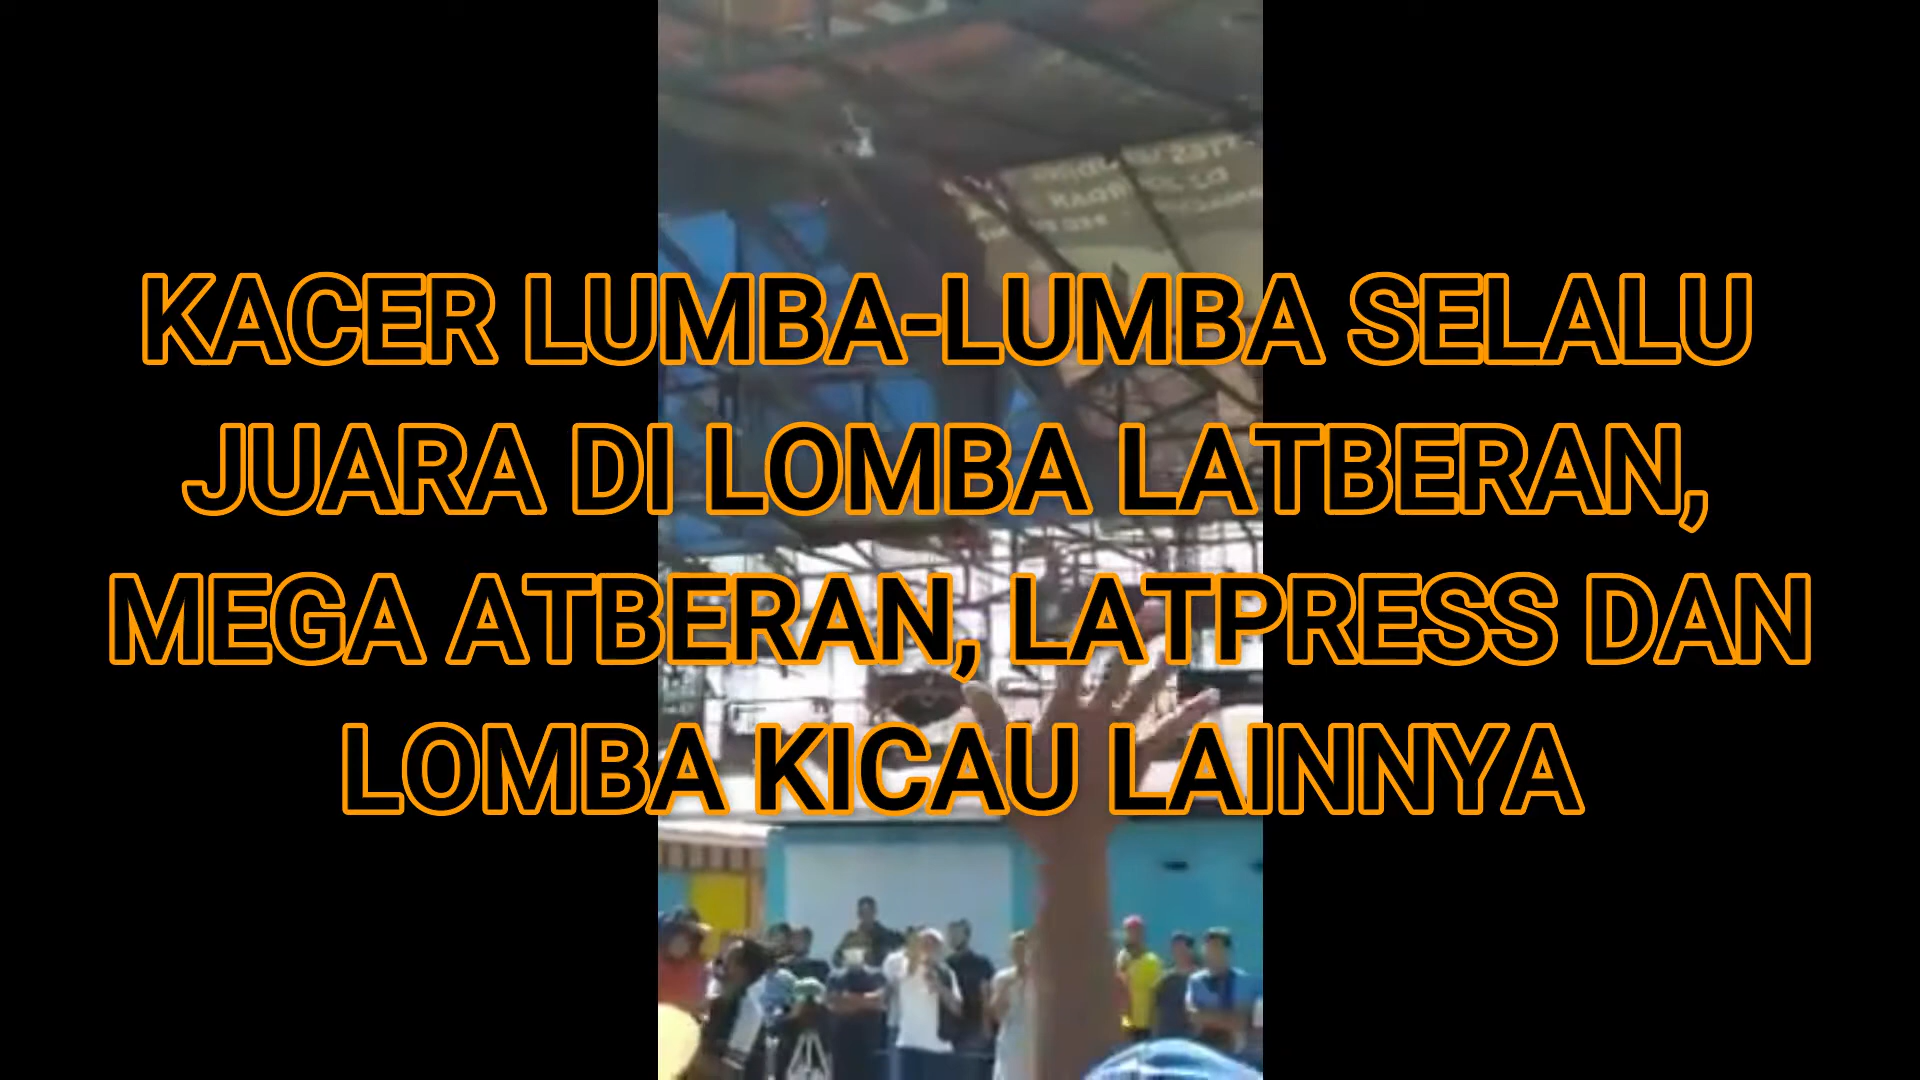 KACER LUMBA-LUMBA SELALU
JUARA DI LOMBA LATBERAN,
MEGA ATBERAN, LATPRESS DAN
LOMBA KICAU LAINNYA